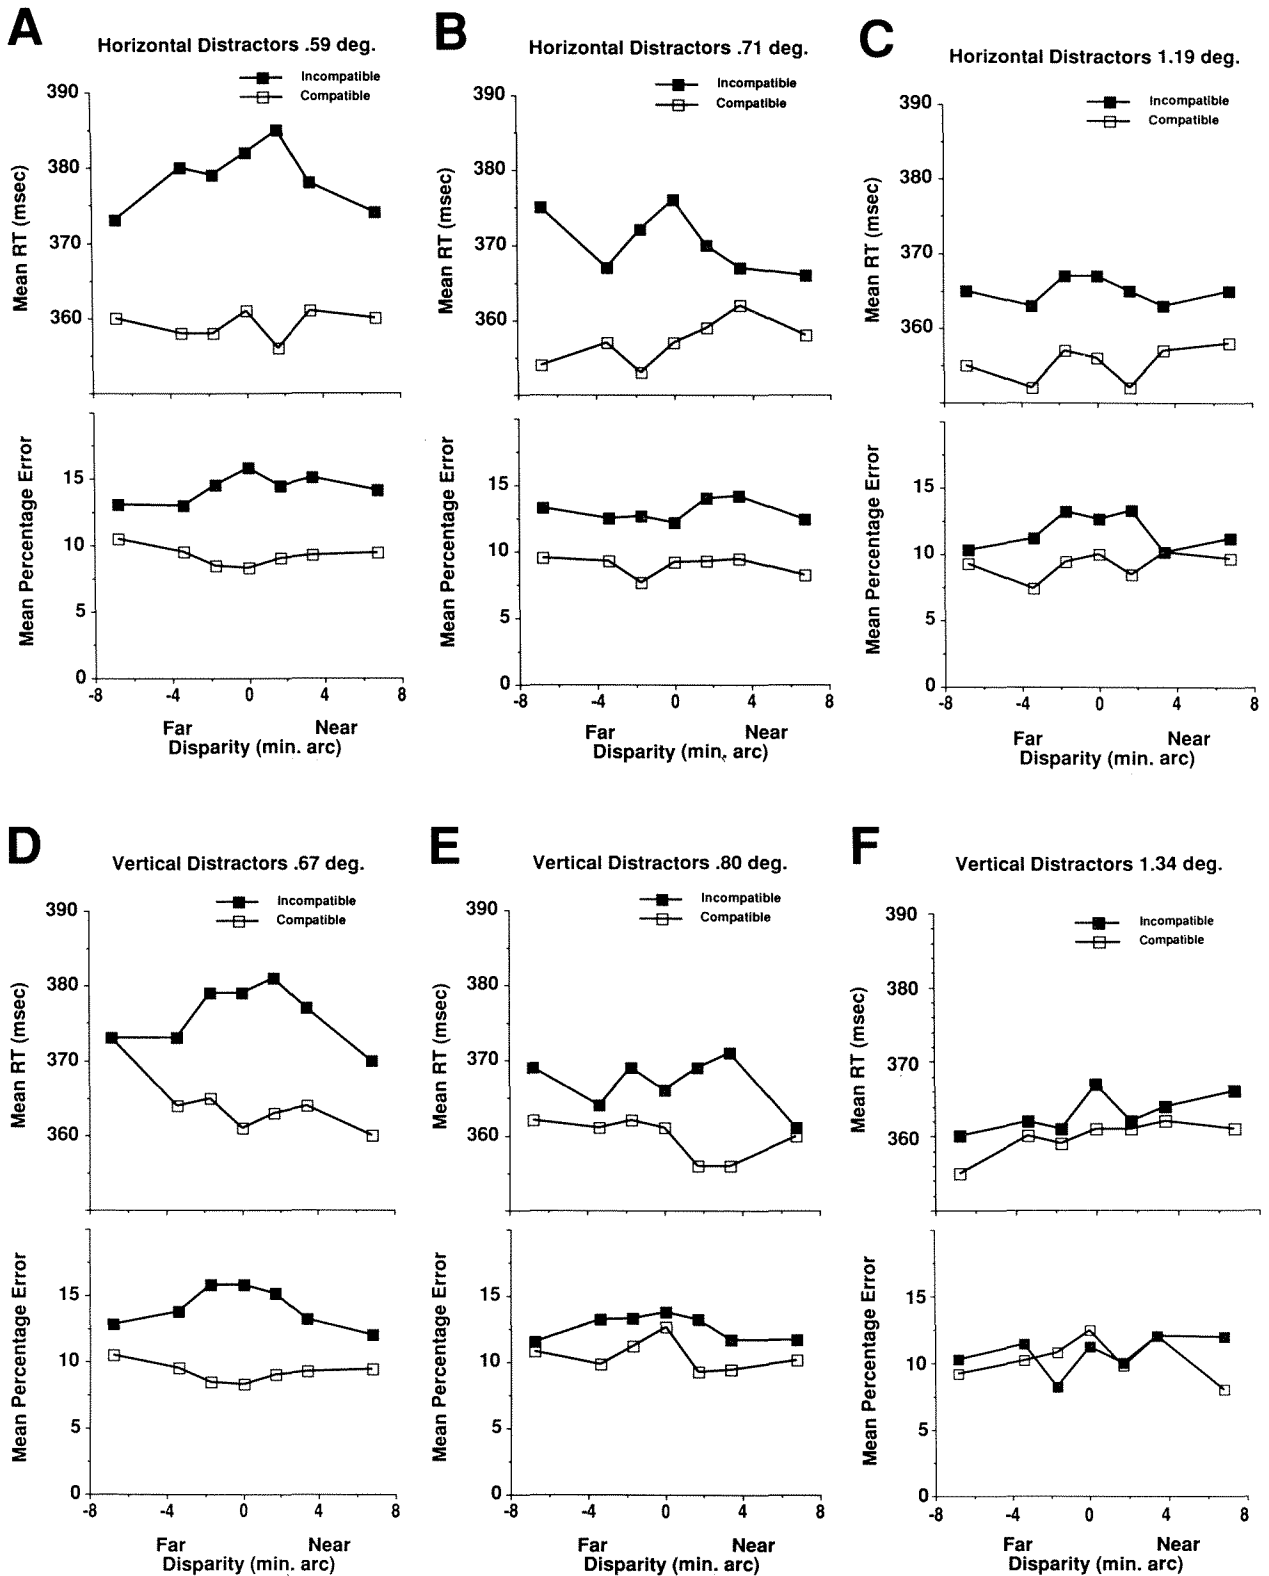 A
Horizontal Distractors .59 deg.
Incompatible
Compatible
390
380
370
360
Mean RT (msec)
15
10
5
0
Mean Percentage Error
-8 -4 0 4 8
Far Near
Disparity (min. arc)
B
Horizontal Distractors .71 deg.
Incompatible
Compatible
390
380
370
360
Mean RT (msec)
15
10
5
0
Mean Percentage Error
-8 -4 0 4 8
Far Near
Disparity (min. arc)
C
Horizontal Distractors 1.19 deg.
Incompatible
Compatible
390
380
370
360
Mean RT (msec)
15
10
5
0
Mean Percentage Error
-8 -4 0 4 8
Far Near
Disparity (min. arc)
D
Vertical Distractors .67 deg.
Incompatible
Compatible
390
380
370
360
Mean RT (msec)
15
10
5
0
Mean Percentage Error
-8 -4 0 4 8
Far Near
Disparity (min. arc)
E
Vertical Distractors .80 deg.
Incompatible
Compatible
390
380
370
360
Mean RT (msec)
15
10
5
0
Mean Percentage Error
-8 -4 0 4 8
Far Near
Disparity (min. arc)
F
Vertical Distractors 1.34 deg.
Incompatible
Compatible
390
380
370
360
Mean RT (msec)
15
10
5
0
Mean Percentage Error
-8 -4 0 4 8
Far Near
Disparity (min. arc)